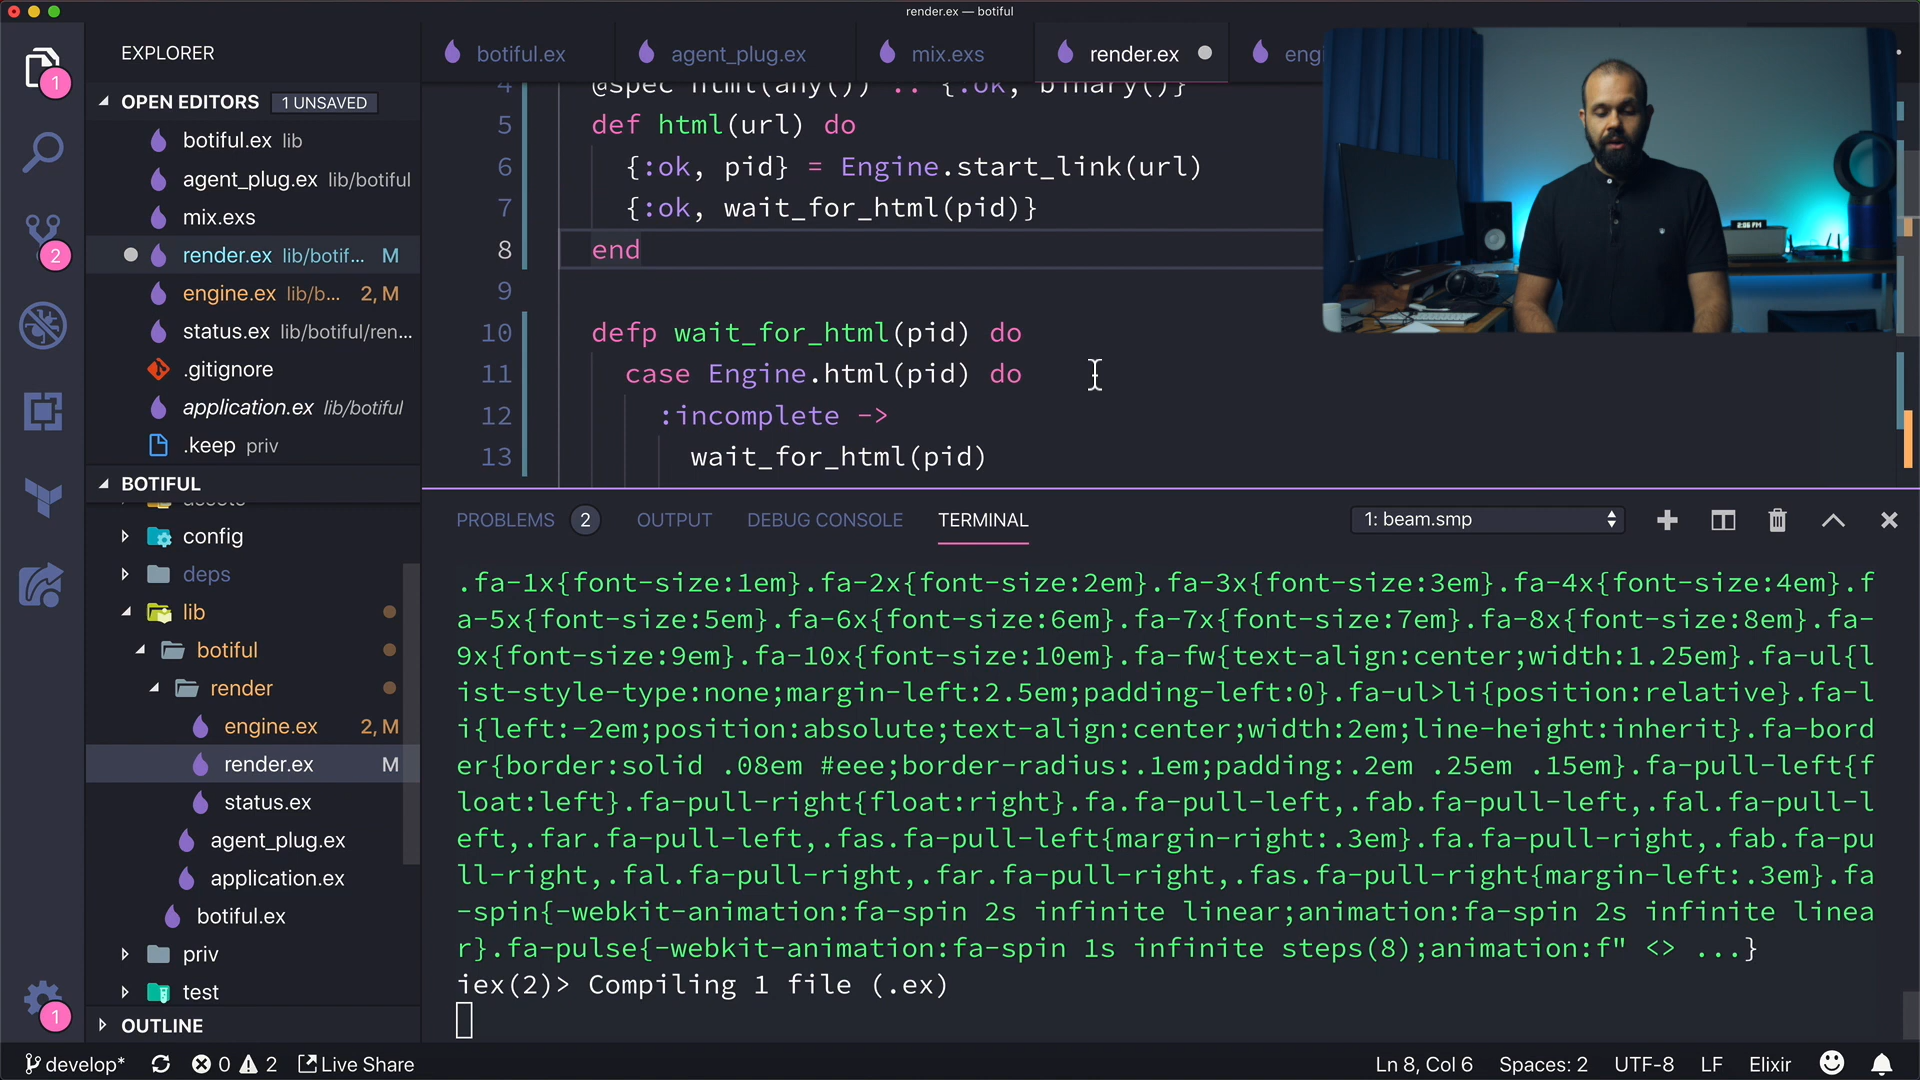 render.ex — botiful
EXPLORER
botiful.ex
agent_plug.ex
mix.exs
render.ex
1
OPEN EDITORS 1 UNSAVED
botiful.ex lib
agent_plug.ex lib/botiful
mix.exs
render.ex lib/botif... M
engine.ex lib/b... 2, M
status.ex lib/botiful/ren...
.gitignore
application.ex lib/botiful
.keep priv
2
BOTIFUL
assets
config
deps
lib
botiful
render
engine.ex 2, M
render.ex M
status.ex
agent_plug.ex
application.ex
botiful.ex
priv
test
1
OUTLINE
4 @spec html(any()) :: {:ok, binary()}
5 def html(url) do
6 {:ok, pid} = Engine.start_link(url)
7 {:ok, wait_for_html(pid)}
8 end
9
10 defp wait_for_html(pid) do
11 case Engine.html(pid) do
12 :incomplete ->
13 wait_for_html(pid)
2:06 PM
PROBLEMS 2 OUTPUT DEBUG CONSOLE TERMINAL 1: beam.smp
.fa-1x{font-size:1em}.fa-2x{font-size:2em}.fa-3x{font-size:3em}.fa-4x{font-size:4em}.f
a-5x{font-size:5em}.fa-6x{font-size:6em}.fa-7x{font-size:7em}.fa-8x{font-size:8em}.fa-
9x{font-size:9em}.fa-10x{font-size:10em}.fa-fw{text-align:center;width:1.25em}.fa-ul{l
ist-style-type:none;margin-left:2.5em;padding-left:0}.fa-ul>li{position:relative}.fa-l
i{left:-2em;position:absolute;text-align:center;width:2em;line-height:inherit}.fa-bord
er{border:solid .08em #eee;border-radius:.1em;padding:.2em .25em .15em}.fa-pull-left{f
loat:left}.fa-pull-right{float:right}.fa.fa-pull-left,.fab.fa-pull-left,.fal.fa-pull-l
eft,.far.fa-pull-left,.fas.fa-pull-left{margin-right:.3em}.fa.fa-pull-right,.fab.fa-pu
ll-right,.fal.fa-pull-right,.far.fa-pull-right,.fas.fa-pull-right{margin-left:.3em}.fa
-spin{-webkit-animation:fa-spin 2s infinite linear;animation:fa-spin 2s infinite linea
r}.fa-pulse{-webkit-animation:fa-spin 1s infinite steps(8);animation:f" <> ...}
iex(2)> Compiling 1 file (.ex)
develop* 0 2 Live Share Ln 8, Col 6 Spaces: 2 UTF-8 LF Elixir